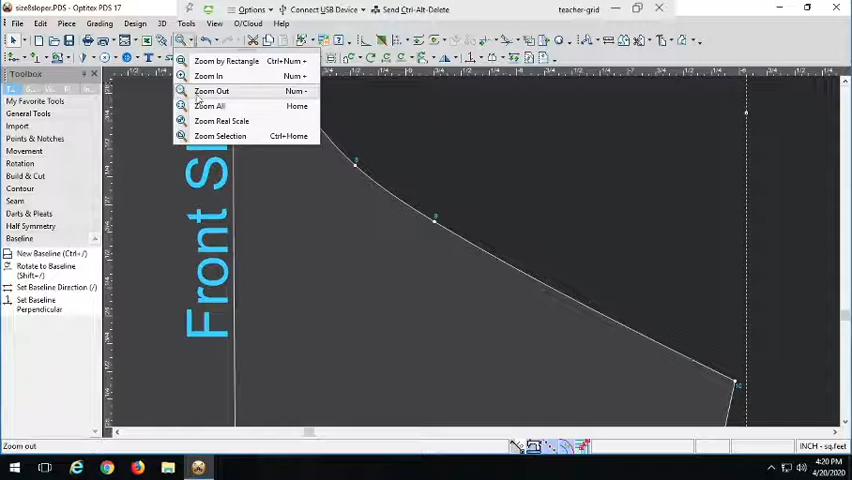 size8sloper.PDS - Optitex PDS 17
Options
Connect USB Device
Send Ctrl-Alt-Delete
teacher-grid
File Edit Piece Grading Design 3D Tools View O/Cloud Help
Toolbox
My Favorite Tools
General Tools
Import
Points & Notches
Movement
Rotation
Build & Cut
Contour
Seam
Darts & Pleats
Half Symmetry
Baseline
New Baseline (Ctrl+/)
Rotate to Baseline
(Shift+/)
Set Baseline Direction (/)
Set Baseline
Perpendicular
Zoom by Rectangle Ctrl+Num +
Zoom In Num +
Zoom Out Num -
Zoom All Home
Zoom Real Scale
Zoom Selection Ctrl+Home
Front Sl
9
10
Zoom out
INCH - sq.feet
4:20 PM
4/20/2020